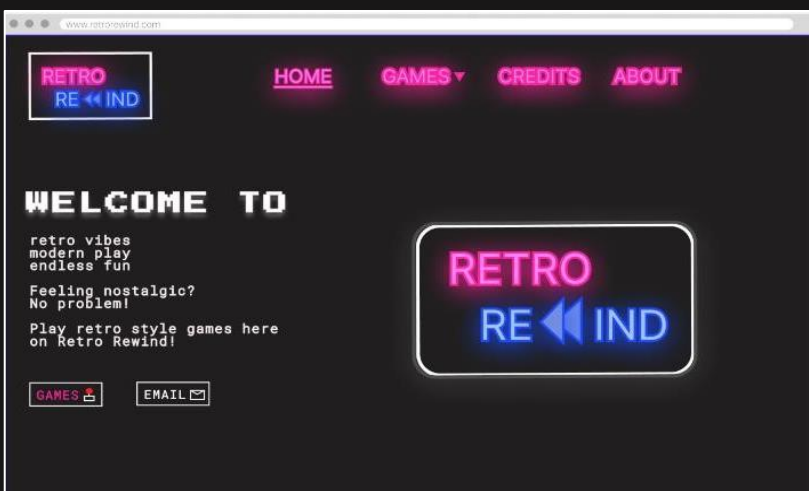 www.retrorewind.com
RETRO
RE IND
HOME GAMES CREDITS ABOUT
WELCOME TO
retro vibes
modern play
endless fun
Feeling nostalgic?
No problem!
Play retro style games here
on Retro Rewind!
GAMES EMAIL
RETRO
RE IND